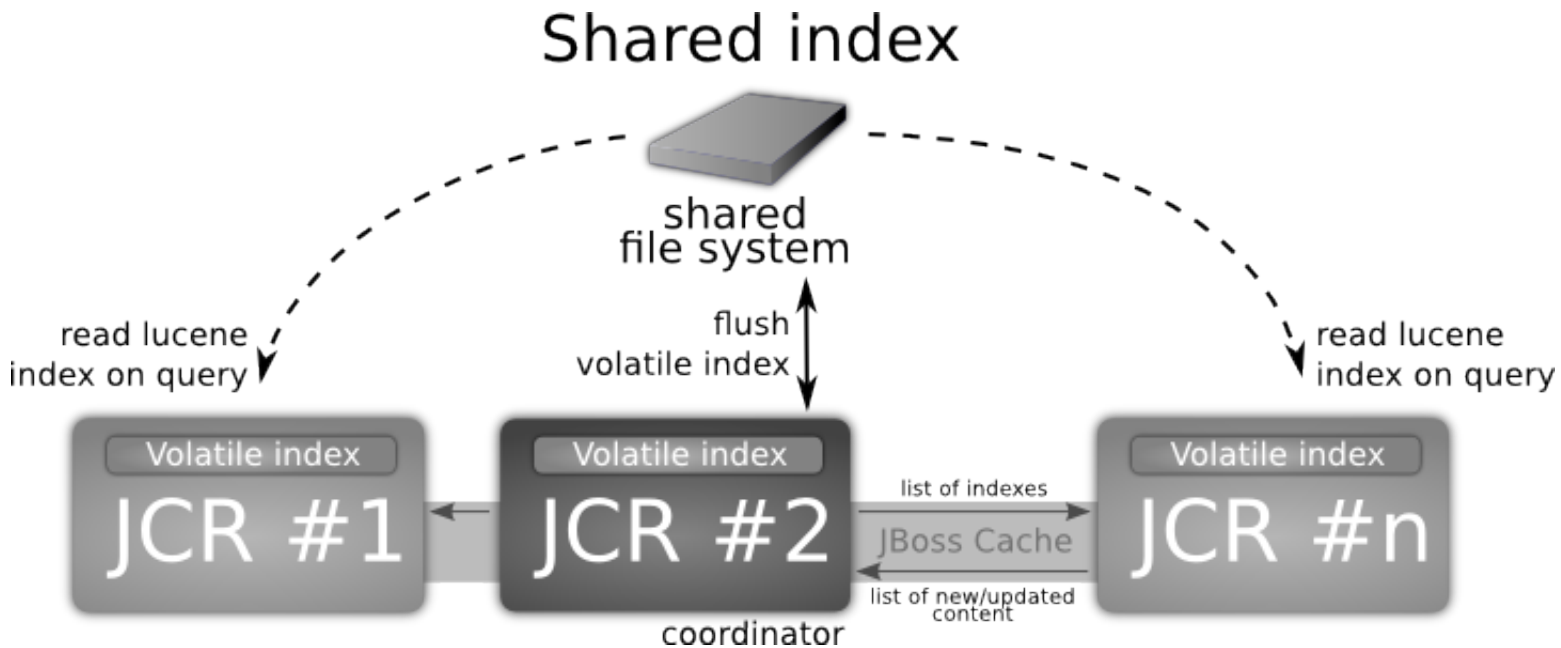 Shared index
shared
file system
flush
volatile index
read lucene
index on query
read lucene
index on query
Volatile index
JCR #1
Volatile index
JCR #2
coordinator
list of indexes
JBoss Cache
list of new/updated
content
Volatile index
JCR #n